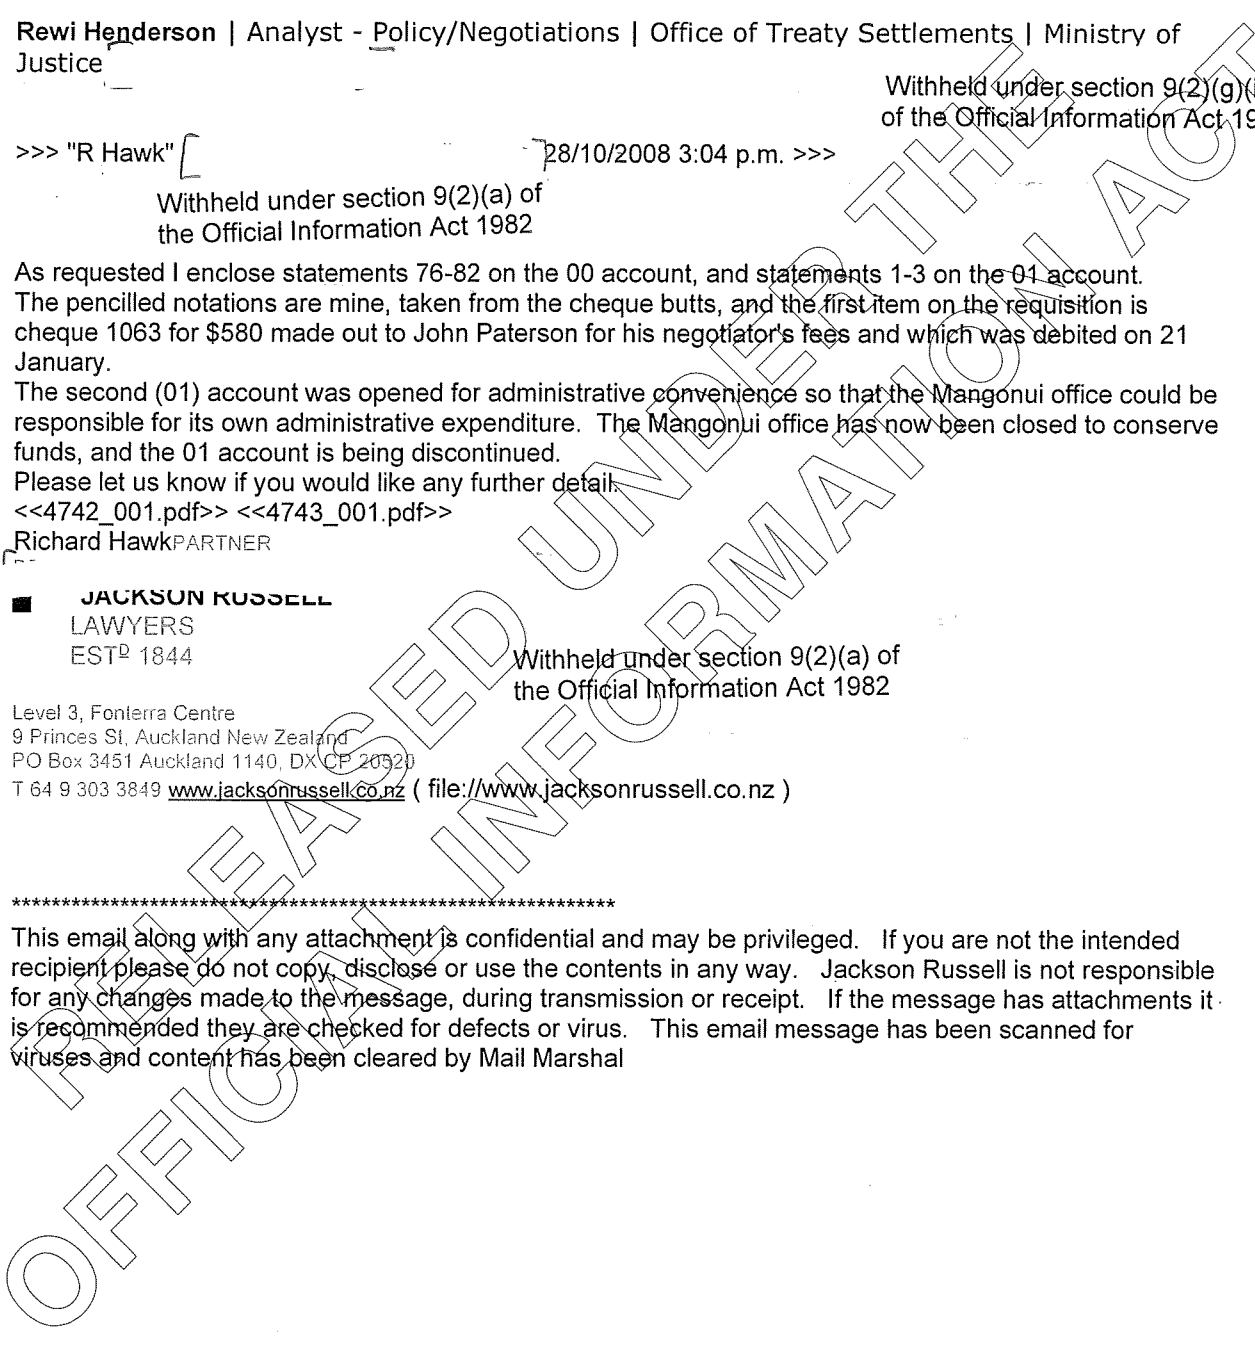 Rewi Henderson | Analyst - Policy/Negotiations | Office of Treaty Settlements | Ministry of
Justice
Withheld under section 9(2)(g)(
of the Official Information Act 19
>>> "R Hawk" 28/10/2008 3:04 p.m. >>>
Withheld under section 9(2)(a) of
the Official Information Act 1982
As requested I enclose statements 76-82 on the 00 account, and statements 1-3 on the 01 account.
The pencilled notations are mine, taken from the cheque butts, and the first item on the requisition is
cheque 1063 for $580 made out to John Paterson for his negotiator's fees and which was debited on 21
January.
The second (01) account was opened for administrative convenience so that the Mangonui office could be
responsible for its own administrative expenditure.  The Mangonui office has now been closed to conserve
funds, and the 01 account is being discontinued.
Please let us know if you would like any further detail.
<<4742_001.pdf>> <<4743_001.pdf>>
Richard HawkPARTNER
JACKSON RUSSELL
LAWYERS
ESTD 1844
Withheld under section 9(2)(a) of
the Official Information Act 1982
Level 3, Fonterra Centre
9 Princes St, Auckland New Zealand
PO Box 3451 Auckland 1140, DX CP 20520
T 64 9 303 3849 www.jacksonrussell.co.nz ( file://www.jacksonrussell.co.nz )
*************************************************************
This email along with any attachment is confidential and may be privileged.   If you are not the intended
recipient please do not copy, disclose or use the contents in any way.   Jackson Russell is not responsible
for any changes made to the message, during transmission or receipt.   If the message has attachments it
is recommended they are checked for defects or virus.   This email message has been scanned for
viruses and content has been cleared by Mail Marshal
RELEASED UNDER THE
OFFICIAL INFORMATION ACT